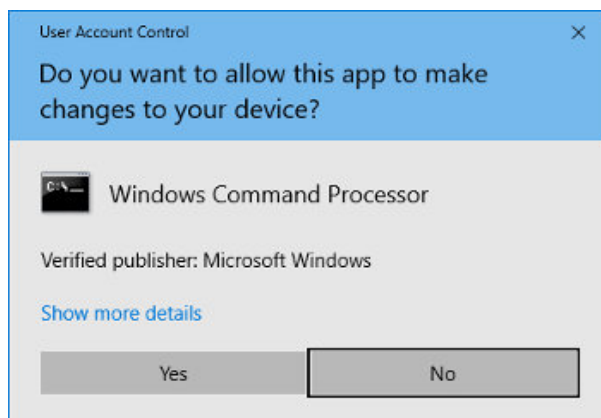 User Account Control
Do you want to allow this app to make
changes to your device?
C:\_
Windows Command Processor
Verified publisher: Microsoft Windows
Show more details
Yes
No